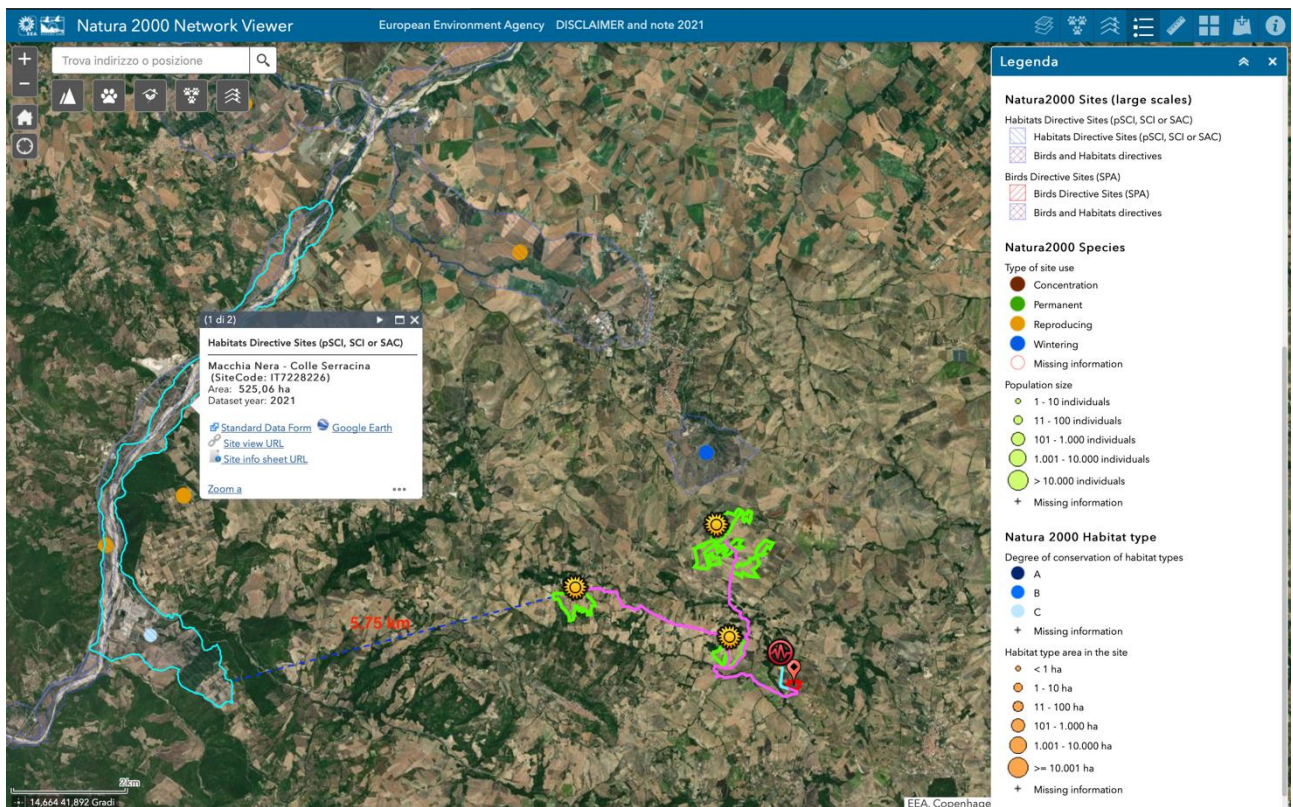 Natura 2000 Network Viewer
European Environment Agency DISCLAIMER and note 2021
EEA
Trova indirizzo o posizione
(1 di 2)
Habitats Directive Sites (pSCI, SCI or SAC)
Macchia Nera - Colle Serracina
(SiteCode: IT7228226)
Area: 525,06 ha
Dataset year: 2021
Standard Data Form Google Earth
Site view URL
Site info sheet URL
Zoom a
5,75 km
2km
14,664 41,892 Gradi
EEA, Copenhage
Legenda
Natura2000 Sites (large scales)
Habitats Directive Sites (pSCI, SCI or SAC)
Habitats Directive Sites (pSCI, SCI or SAC)
Birds and Habitats directives
Birds Directive Sites (SPA)
Birds Directive Sites (SPA)
Birds and Habitats directives
Natura2000 Species
Type of site use
Concentration
Permanent
Reproducing
Wintering
Missing information
Population size
1 - 10 individuals
11 - 100 individuals
101 - 1.000 individuals
1.001 - 10.000 individuals
> 10.000 individuals
+ Missing information
Natura 2000 Habitat type
Degree of conservation of habitat types
A
B
C
+ Missing information
Habitat type area in the site
< 1 ha
1 - 10 ha
11 - 100 ha
101 - 1.000 ha
1.001 - 10.000 ha
>= 10.001 ha
+ Missing information